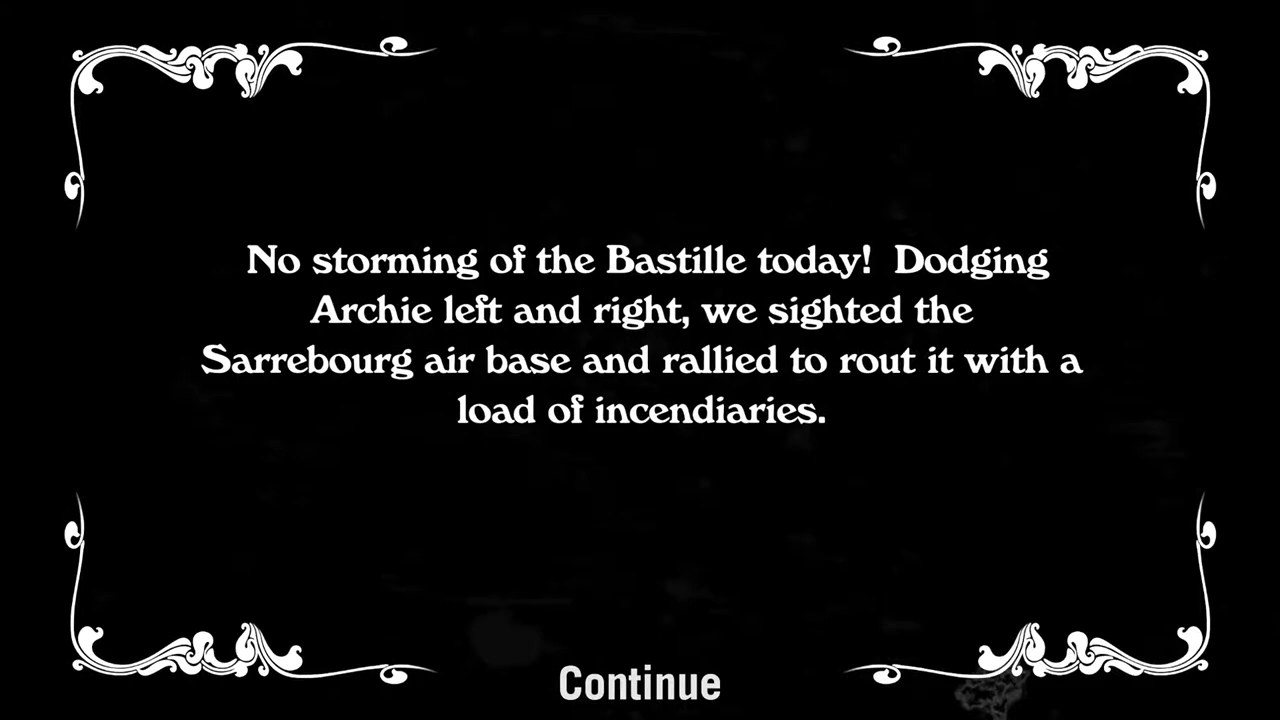 No storming of the Bastille today!  Dodging
Archie left and right, we sighted the
Sarrebourg air base and rallied to rout it with a
load of incendiaries.
Continue